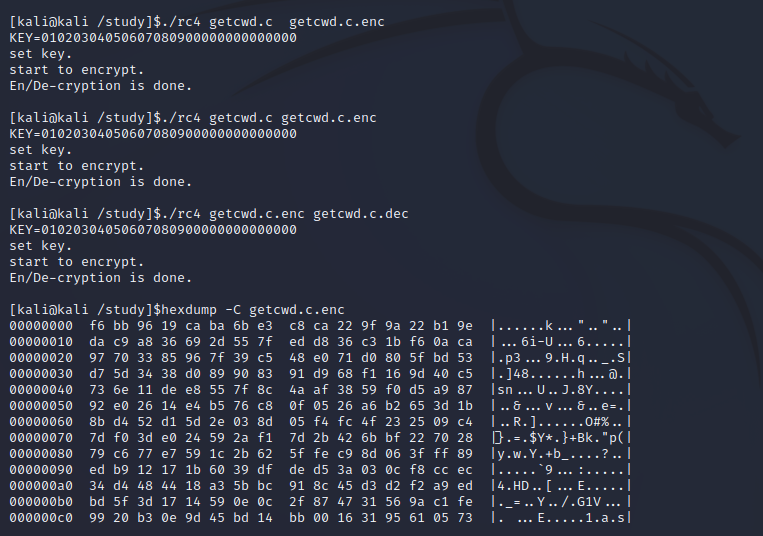 [kali@kali /study]$./rc4 getcwd.c  getcwd.c.enc
KEY=01020304050607080900000000000000
set key.
start to encrypt.
En/De-cryption is done.

[kali@kali /study]$./rc4 getcwd.c getcwd.c.enc
KEY=01020304050607080900000000000000
set key.
start to encrypt.
En/De-cryption is done.

[kali@kali /study]$./rc4 getcwd.c.enc getcwd.c.dec
KEY=01020304050607080900000000000000
set key.
start to encrypt.
En/De-cryption is done.

[kali@kali /study]$hexdump -C getcwd.c.enc
00000000  f6 bb 96 19 ca ba 6b e3  c8 ca 22 9f 9a 22 b1 9e  |......k..."..".. |
00000010  da c9 a8 36 69 2d 55 7f  ed d8 36 c3 1b f6 0a ca  |...6i-U...6.....|
00000020  97 70 33 85 96 7f 39 c5  48 e0 71 d0 80 5f bd 53  |.p3...9.H.q.._.S|
00000030  d7 5d 34 38 d0 89 90 83  91 d9 68 f1 16 9d 40 c5  |.]48......h...@.|
00000040  73 6e 11 de e8 55 7f 8c  4a af 38 59 f0 d5 a9 87  |sn...U..J.8Y....|
00000050  92 e0 26 14 e4 b5 76 c8  0f 05 26 a6 b2 65 3d 1b  |..&...v...&..e=.|
00000060  8b d4 52 d1 5d 2e 03 8d  05 f4 fc 4f 23 25 09 c4  |..R.]......O#%..|
00000070  7d f0 3d e0 24 59 2a f1  7d 2b 42 6b bf 22 70 28  |}.=.$Y*.}+Bk."p(|
00000080  79 c6 77 e7 59 1c 2b 62  5f fe c9 8d 06 3f ff 89  |y.w.Y.+b_....?..|
00000090  ed b9 12 17 1b 60 39 df  de d5 3a 03 0c f8 cc ec  |.....`9...:.....|
000000a0  34 d4 48 44 18 a3 5b bc  91 8c 45 d3 d2 f2 a9 ed  |4.HD..[...E.....|
000000b0  bd 5f 3d 17 14 59 0e 0c  2f 87 47 31 56 9a c1 fe  |._=..Y../.G1V...|
000000c0  99 20 b3 0e 9d 45 bd 14  bb 00 16 31 95 61 05 73  |. ...E.....1.a.s|